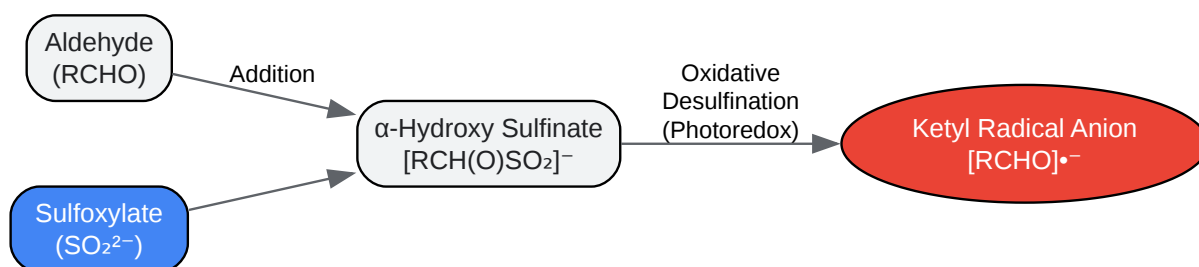 Aldehyde
(RCHO)
Addition
Sulfoxylate
(SO₂²⁻)
α-Hydroxy Sulfinate
[RCH(O)SO₂]⁻
Oxidative
Desulfination
(Photoredox)
Ketyl Radical Anion
[RCHO]•⁻